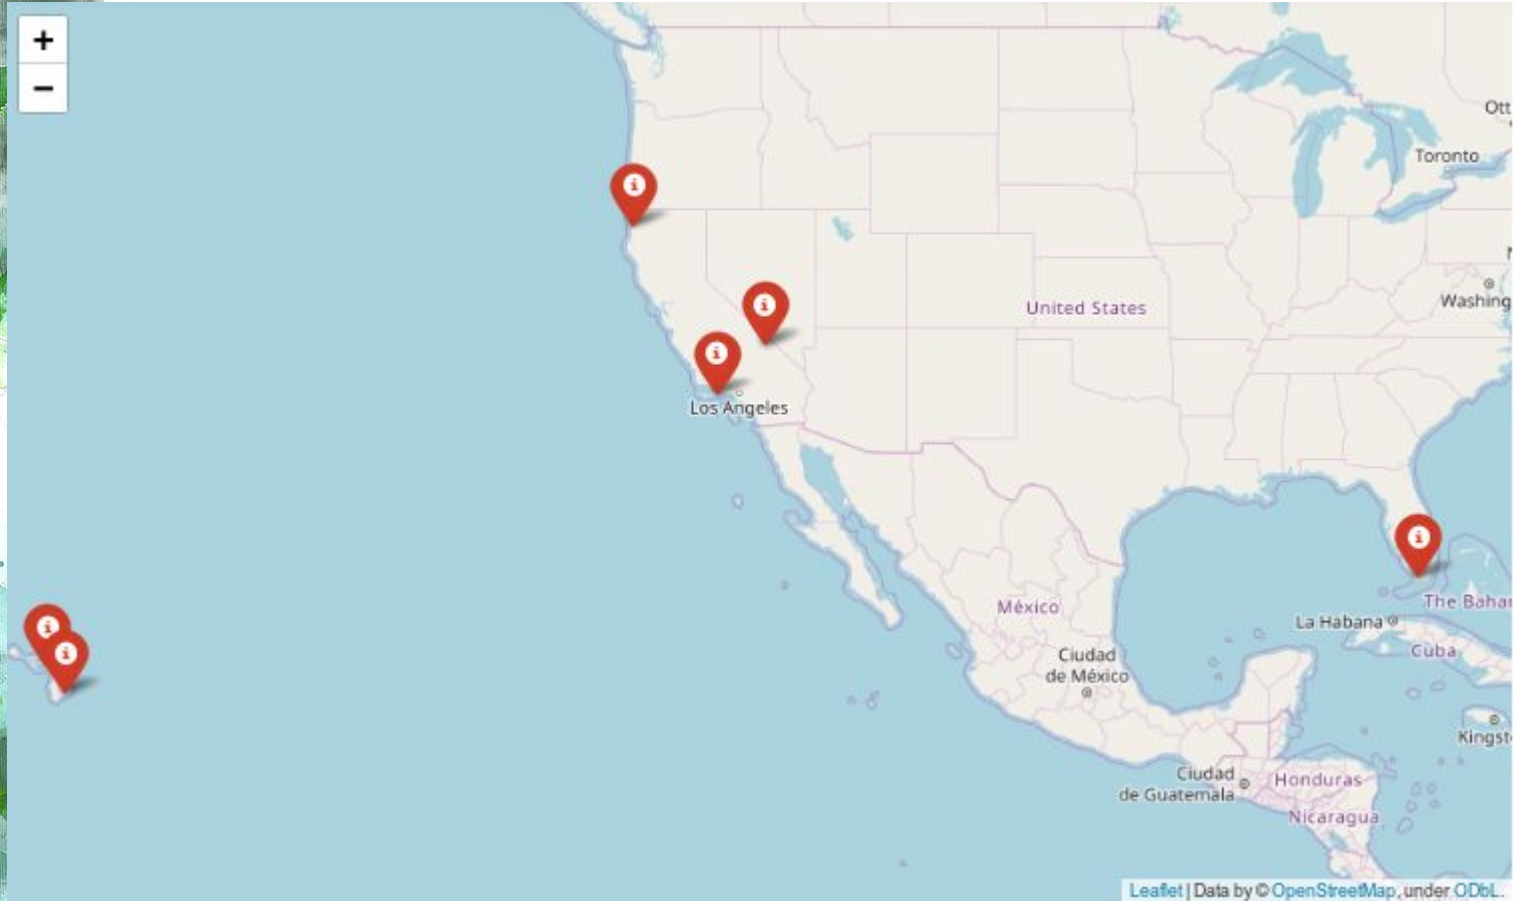 +
−
Ott
Toronto
Washing
United States
Los Angeles
México
The Bahar
La Habana
Cuba
Ciudad
de México
Kingst
Ciudad
de Guatemala
Honduras
Nicaragua
Leaflet | Data by © OpenStreetMap, under ODbL.